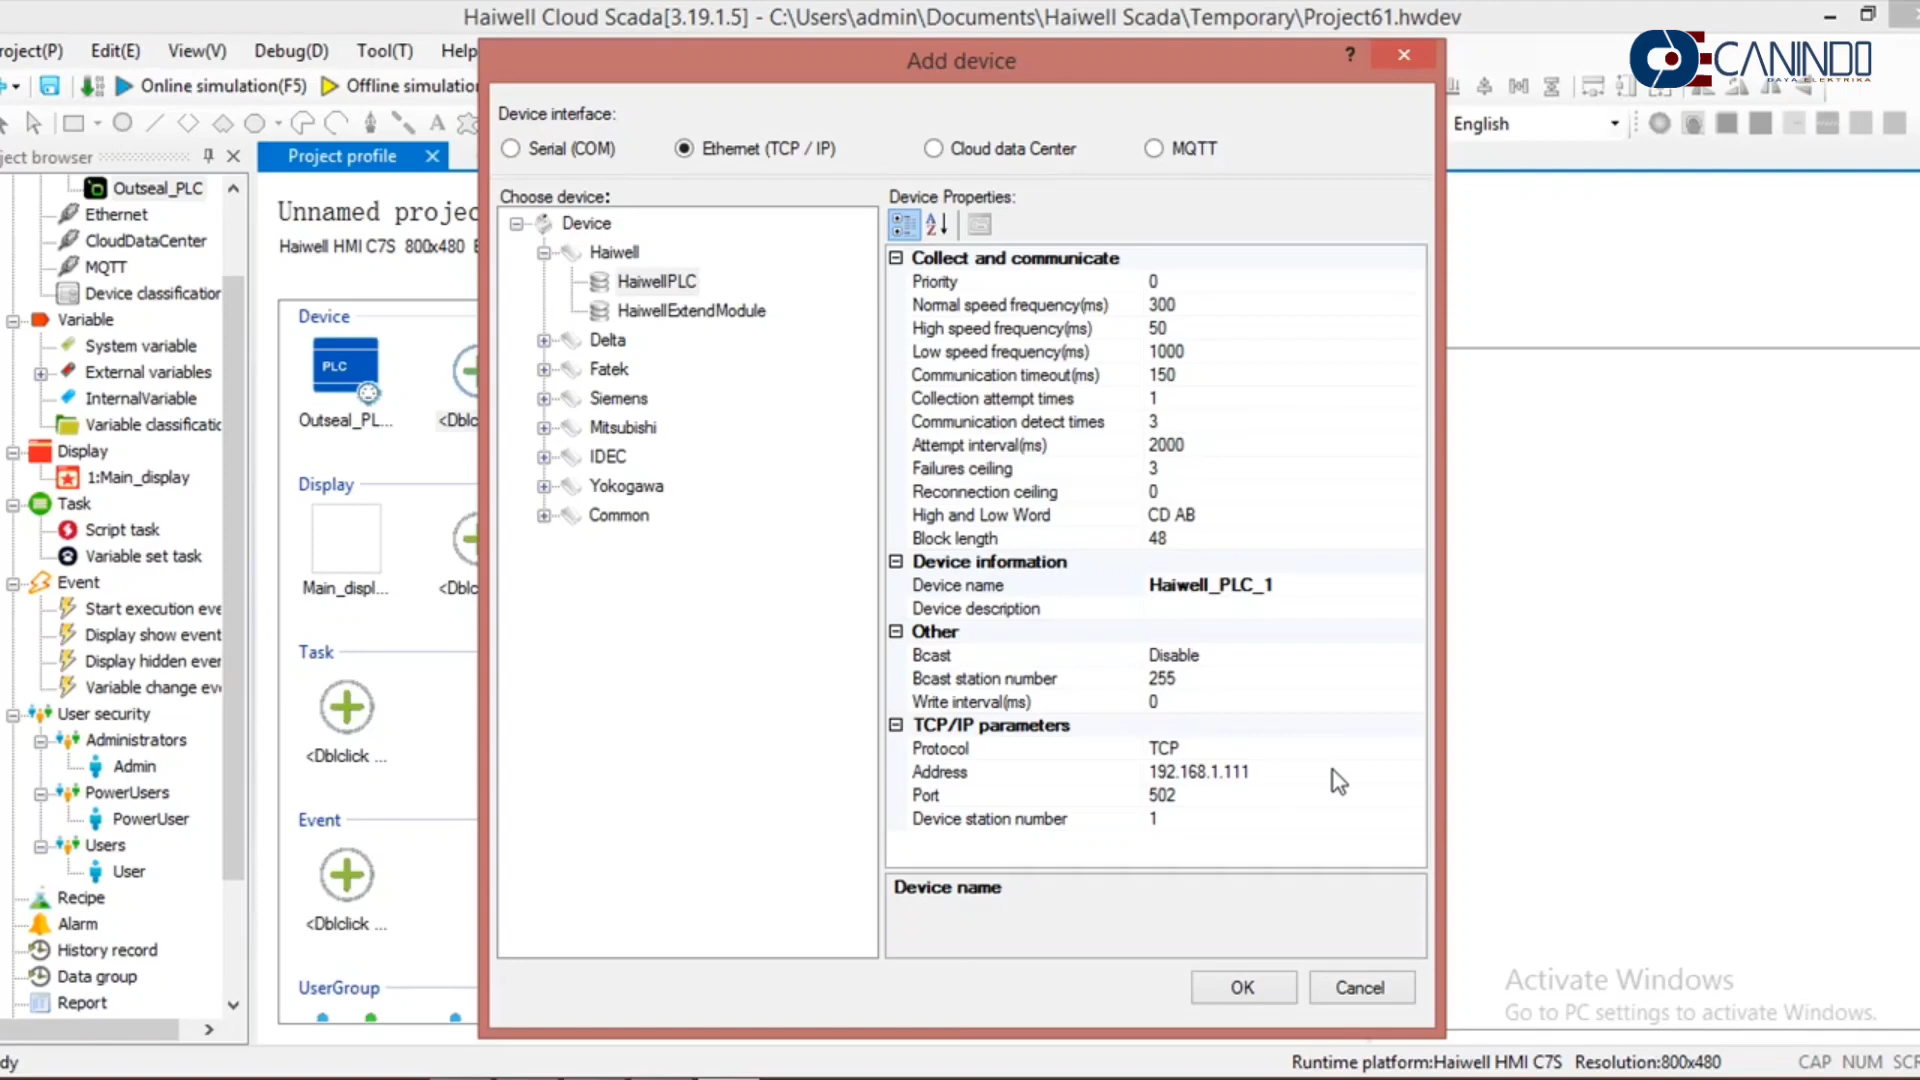 Haiwell Cloud Scada[3.19.1.5] - C:\Users\admin\Documents\Haiwell Scada\Temporary\Project61.hwdev
roject(P) Edit(E) View(V) Debug(D) Tool(T) Help
Online simulation(F5) Offline simulation
English
CANINDO
DAYA ELEKTRIKA
ject browser
Outseal_PLC
Ethernet
CloudDataCenter
MQTT
Device classification
Variable
System variable
External variables
InternalVariable
Variable classificatic
Display
1:Main_display
Task
Script task
Variable set task
Event
Start execution eve
Display show event
Display hidden ever
Variable change eve
User security
Administrators
Admin
PowerUsers
PowerUser
Users
User
Recipe
Alarm
History record
Data group
Report
Project profile
Unnamed projec
Haiwell HMI C7S 800x480 E
Device
PLC
Outseal_PL...
<Dblc
Display
Main_displ...
<Dblc
Task
<Dblclick ...
Event
<Dblclick ...
UserGroup
Add device
?
Device interface:
Serial (COM) Ethernet (TCP / IP) Cloud data Center MQTT
Choose device:
Device
Haiwell
HaiwellPLC
HaiwellExtendModule
Delta
Fatek
Siemens
Mitsubishi
IDEC
Yokogawa
Common
Device Properties:
Collect and communicate
Priority 0
Normal speed frequency(ms) 300
High speed frequency(ms) 50
Low speed frequency(ms) 1000
Communication timeout(ms) 150
Collection attempt times 1
Communication detect times 3
Attempt interval(ms) 2000
Failures ceiling 3
Reconnection ceiling 0
High and Low Word CD AB
Block length 48
Device information
Device name Haiwell_PLC_1
Device description
Other
Bcast Disable
Bcast station number 255
Write interval(ms) 0
TCP/IP parameters
Protocol TCP
Address 192.168.1.111
Port 502
Device station number 1
Device name
OK Cancel
Activate Windows
Go to PC settings to activate Windows.
dy
Runtime platform:Haiwell HMI C7S Resolution:800x480 CAP NUM SCR